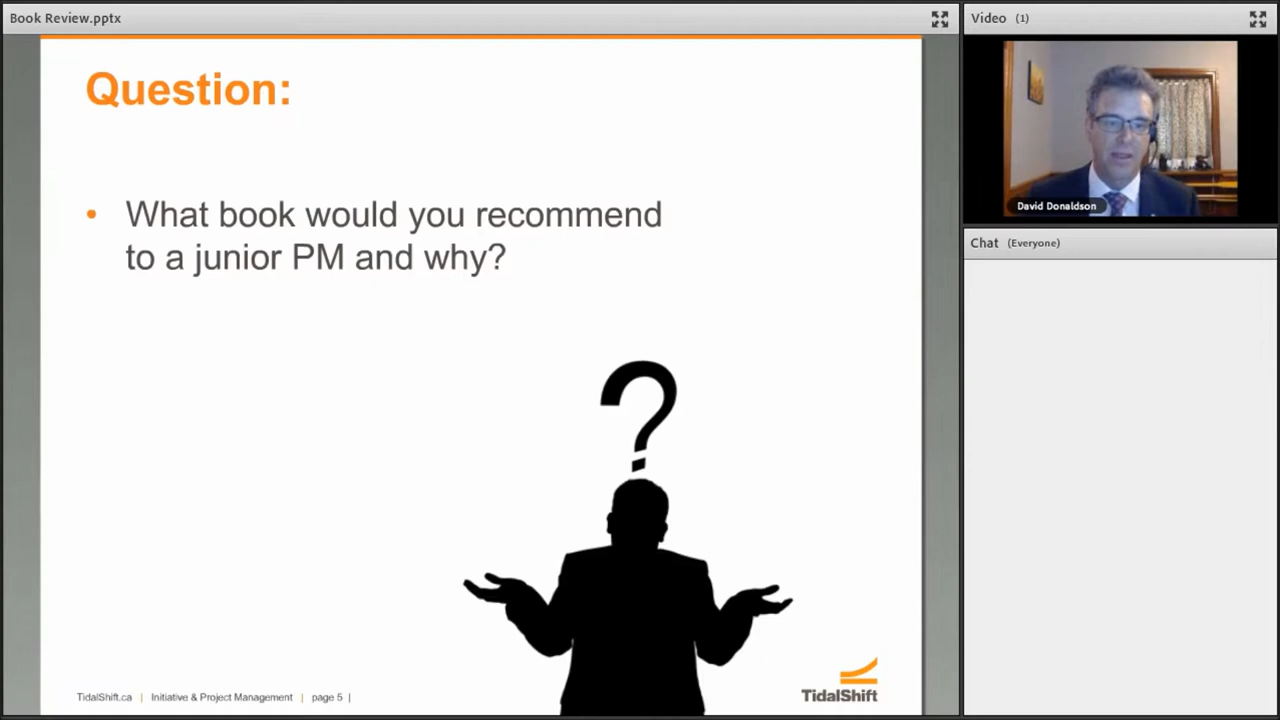 Book Review.pptx
Question:
• What book would you recommend
to a junior PM and why?
?
TidalShift.ca | Initiative & Project Management | page 5 |
TidalShift
Video (1)
David Donaldson
Chat (Everyone)